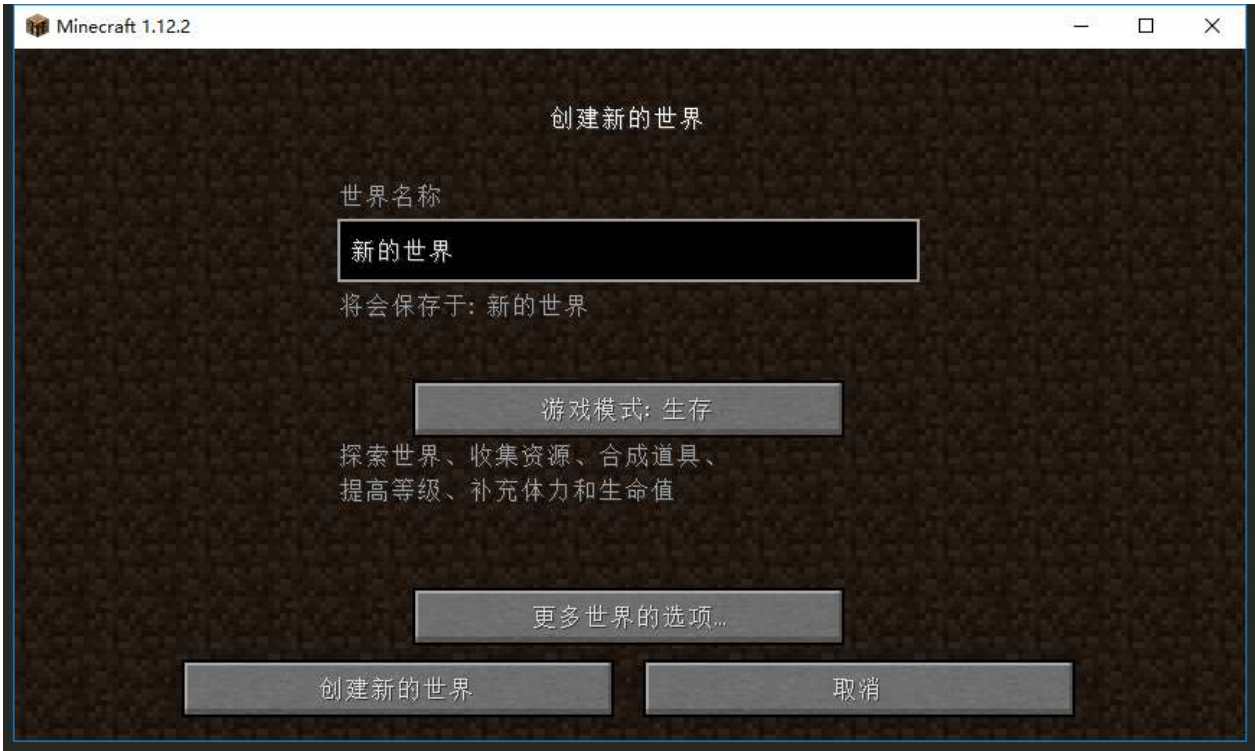 Minecraft 1.12.2
创建新的世界
世界名称
新的世界
将会保存于: 新的世界
游戏模式: 生存
探索世界、收集资源、合成道具、
提高等级、补充体力和生命值
更多世界的选项...
创建新的世界
取消